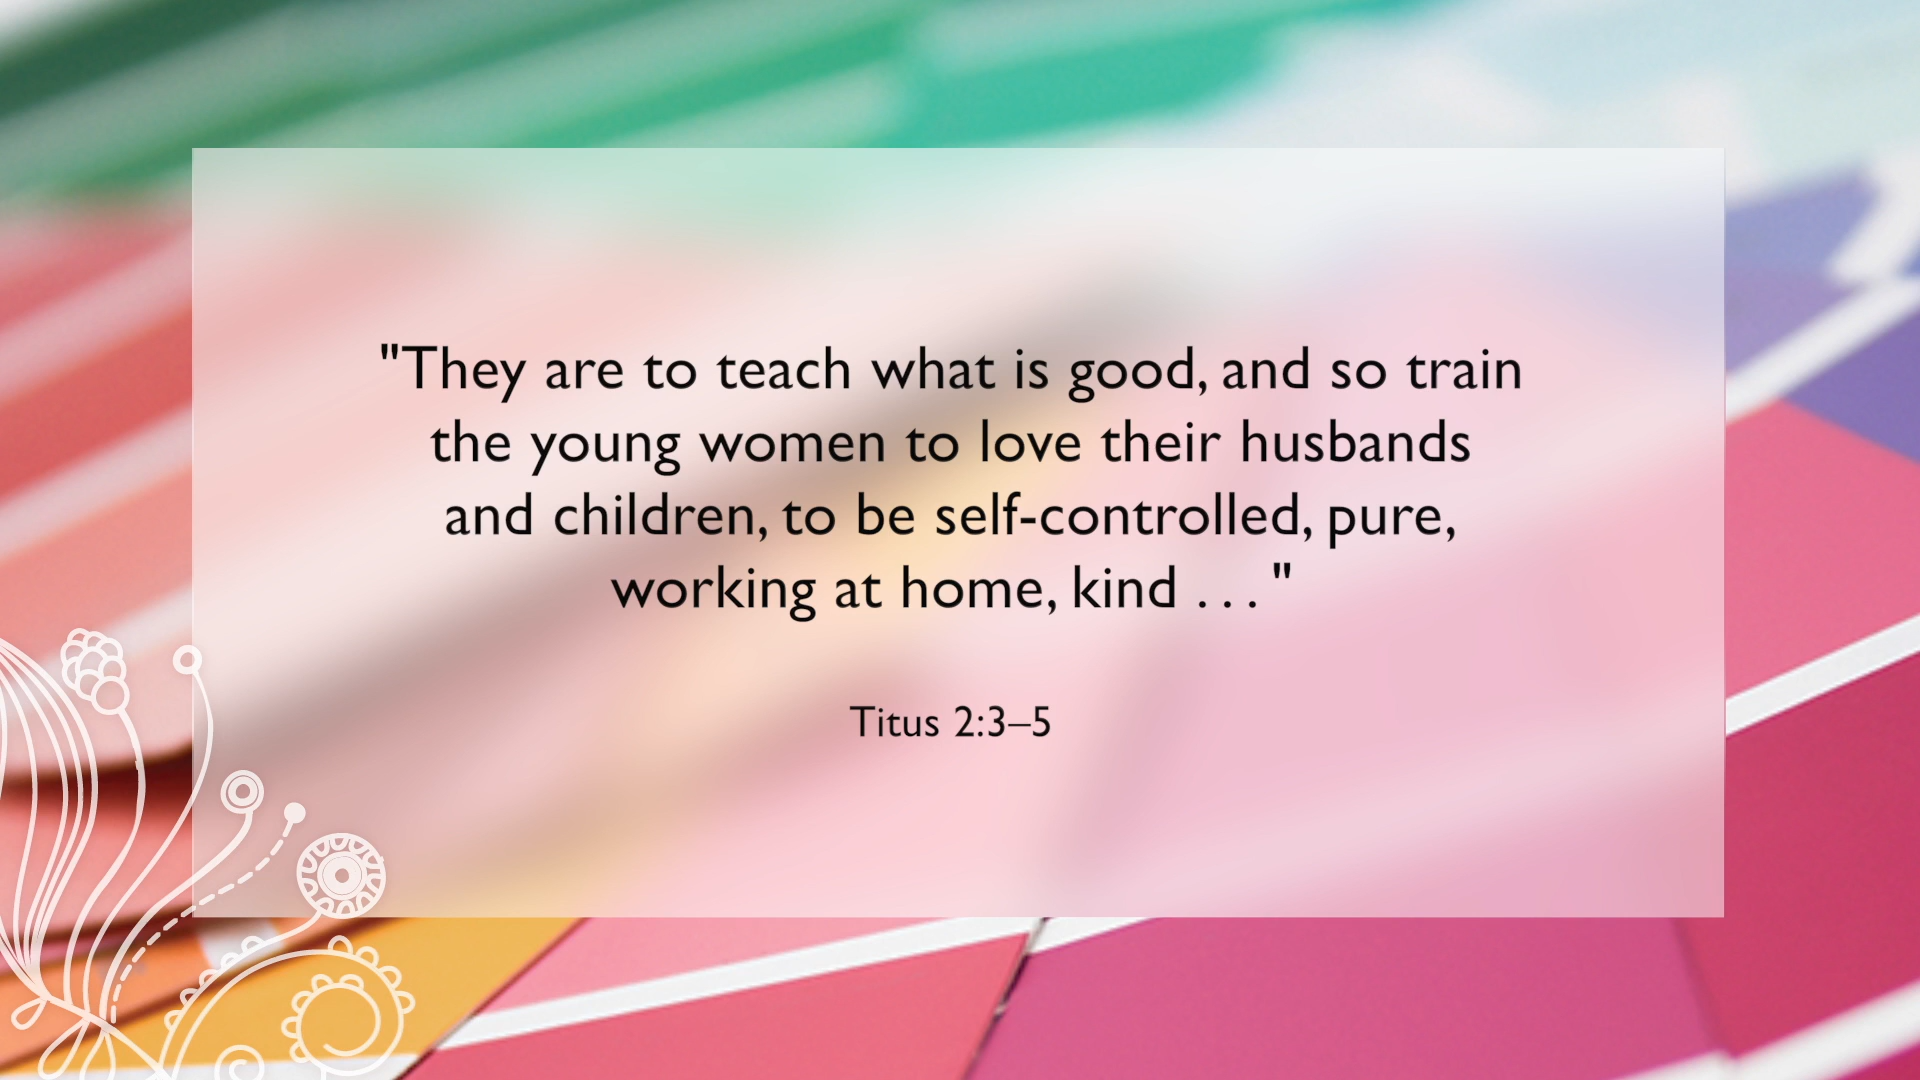 "They are to teach what is good, and so train
the young women to love their husbands
and children, to be self-controlled, pure,
working at home, kind . . . "
Titus 2:3–5